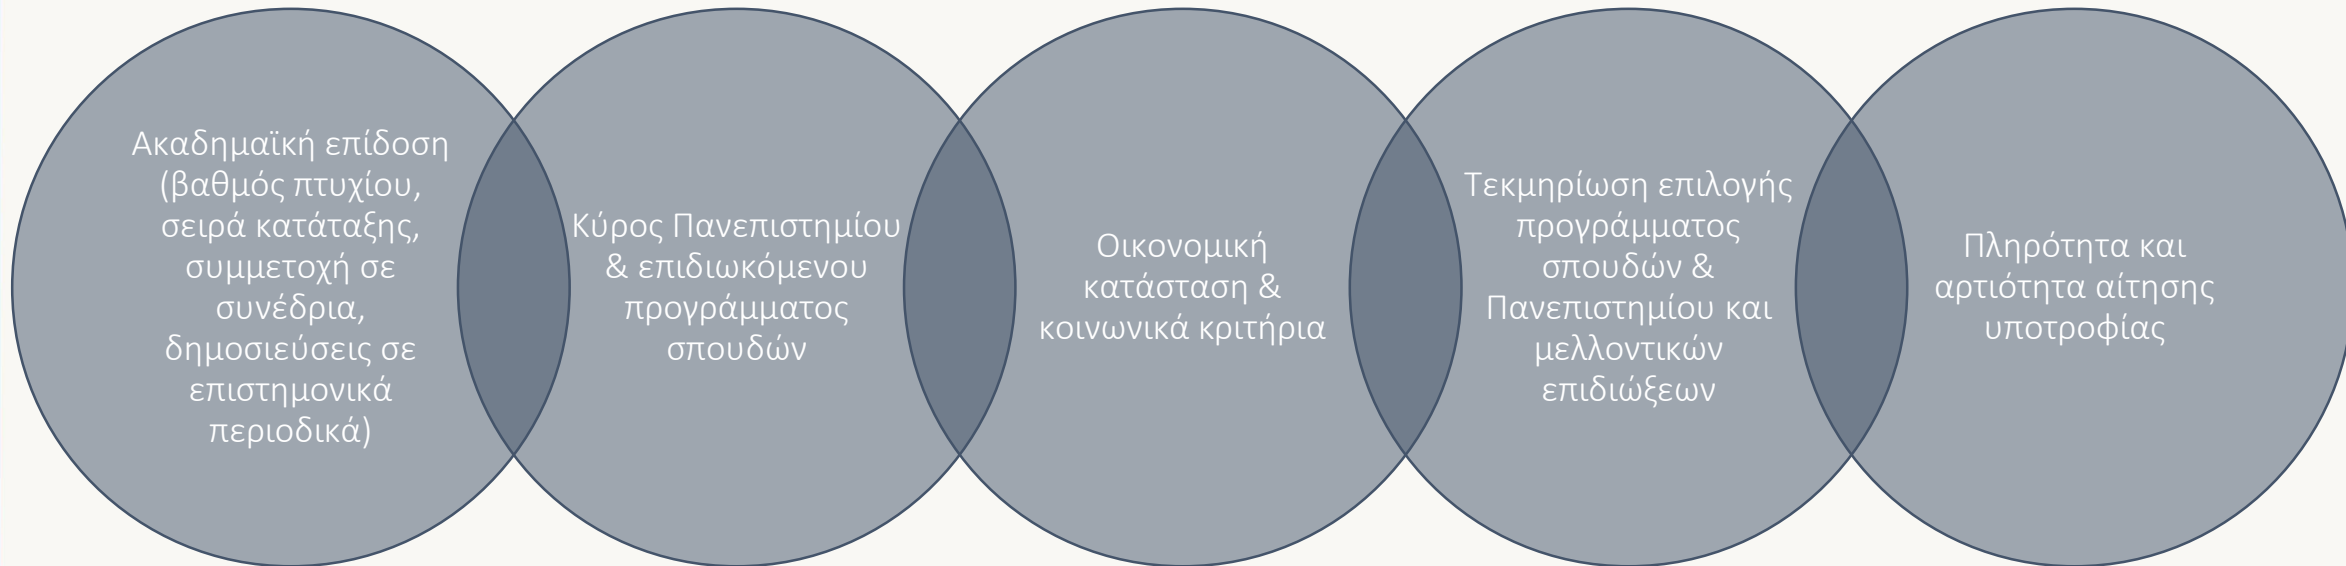 Ακαδημαϊκή επίδοση
(βαθμός πτυχίου,
σειρά κατάταξης,
συμμετοχή σε
συνέδρια,
δημοσιεύσεις σε
επιστημονικά
περιοδικά)
Κύρος Πανεπιστημίου
& επιδιωκόμενου
προγράμματος
σπουδών
Οικονομική
κατάσταση &
κοινωνικά κριτήρια
Τεκμηρίωση επιλογής
προγράμματος
σπουδών &
Πανεπιστημίου και
μελλοντικών
επιδιώξεων
Πληρότητα και
αρτιότητα αίτησης
υποτροφίας